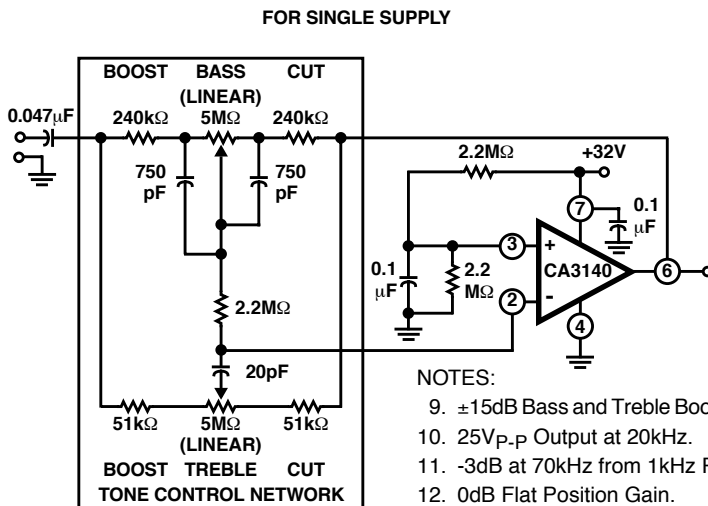 FOR SINGLE SUPPLY
BOOST BASS CUT
(LINEAR)
0.047μF
240kΩ 5MΩ 240kΩ
750
pF
750
pF
2.2MΩ
20pF
51kΩ 5MΩ 51kΩ
(LINEAR)
BOOST TREBLE CUT
TONE CONTROL NETWORK
2.2MΩ
+32V
7
0.1
μF
3
+
CA3140
6
0.1
μF
2.2
MΩ
2
-
4
NOTES:
9. ±15dB Bass and Treble Boo
10. 25VP-P Output at 20kHz.
11. -3dB at 70kHz from 1kHz
12. 0dB Flat Position Gain.